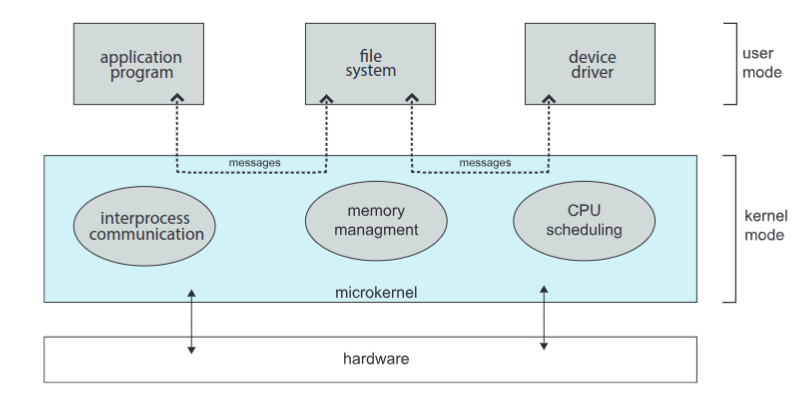 application
program
file
system
device
driver
user
mode
messages
messages
interprocess
communication
memory
managment
CPU
scheduling
kernel
mode
microkernel
hardware